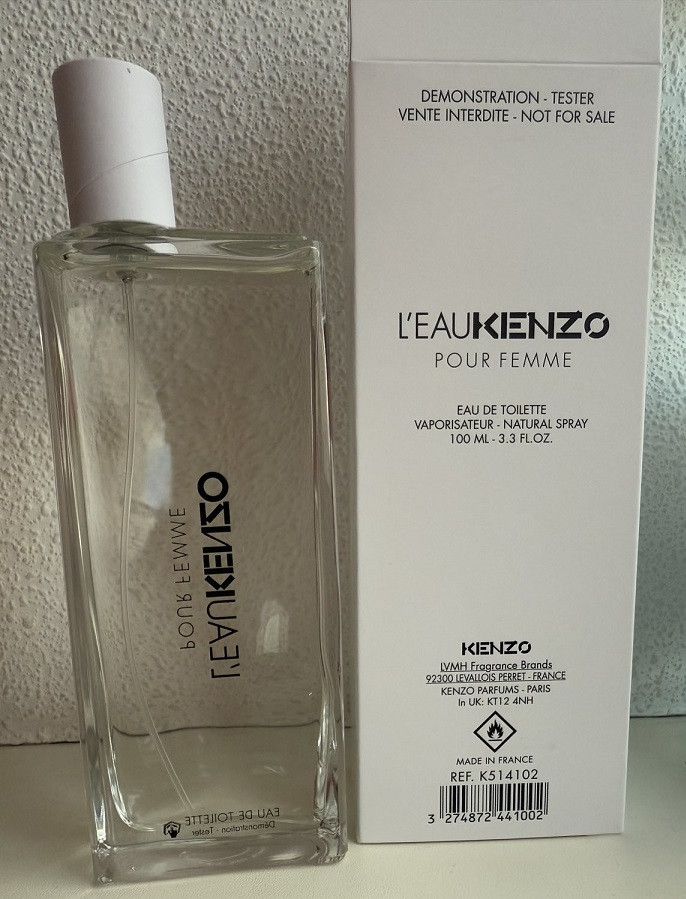 DEMONSTRATION - TESTER
VENTE INTERDITE - NOT FOR SALE
L'EAUKENZO
POUR FEMME
EAU DE TOILETTE
VAPORISATEUR - NATURAL SPRAY
100 ML - 3.3 FL.OZ.
KENZO
LVMH Fragrance Brands
92300 LEVALLOIS PERRET - FRANCE
KENZO PARFUMS - PARIS
In UK: KT12 4NH
MADE IN FRANCE
REF. K514102
3 274872 441002
L'EAUKENZO
POUR FEMME
EAU DE TOILETTE
Démonstration - Tester